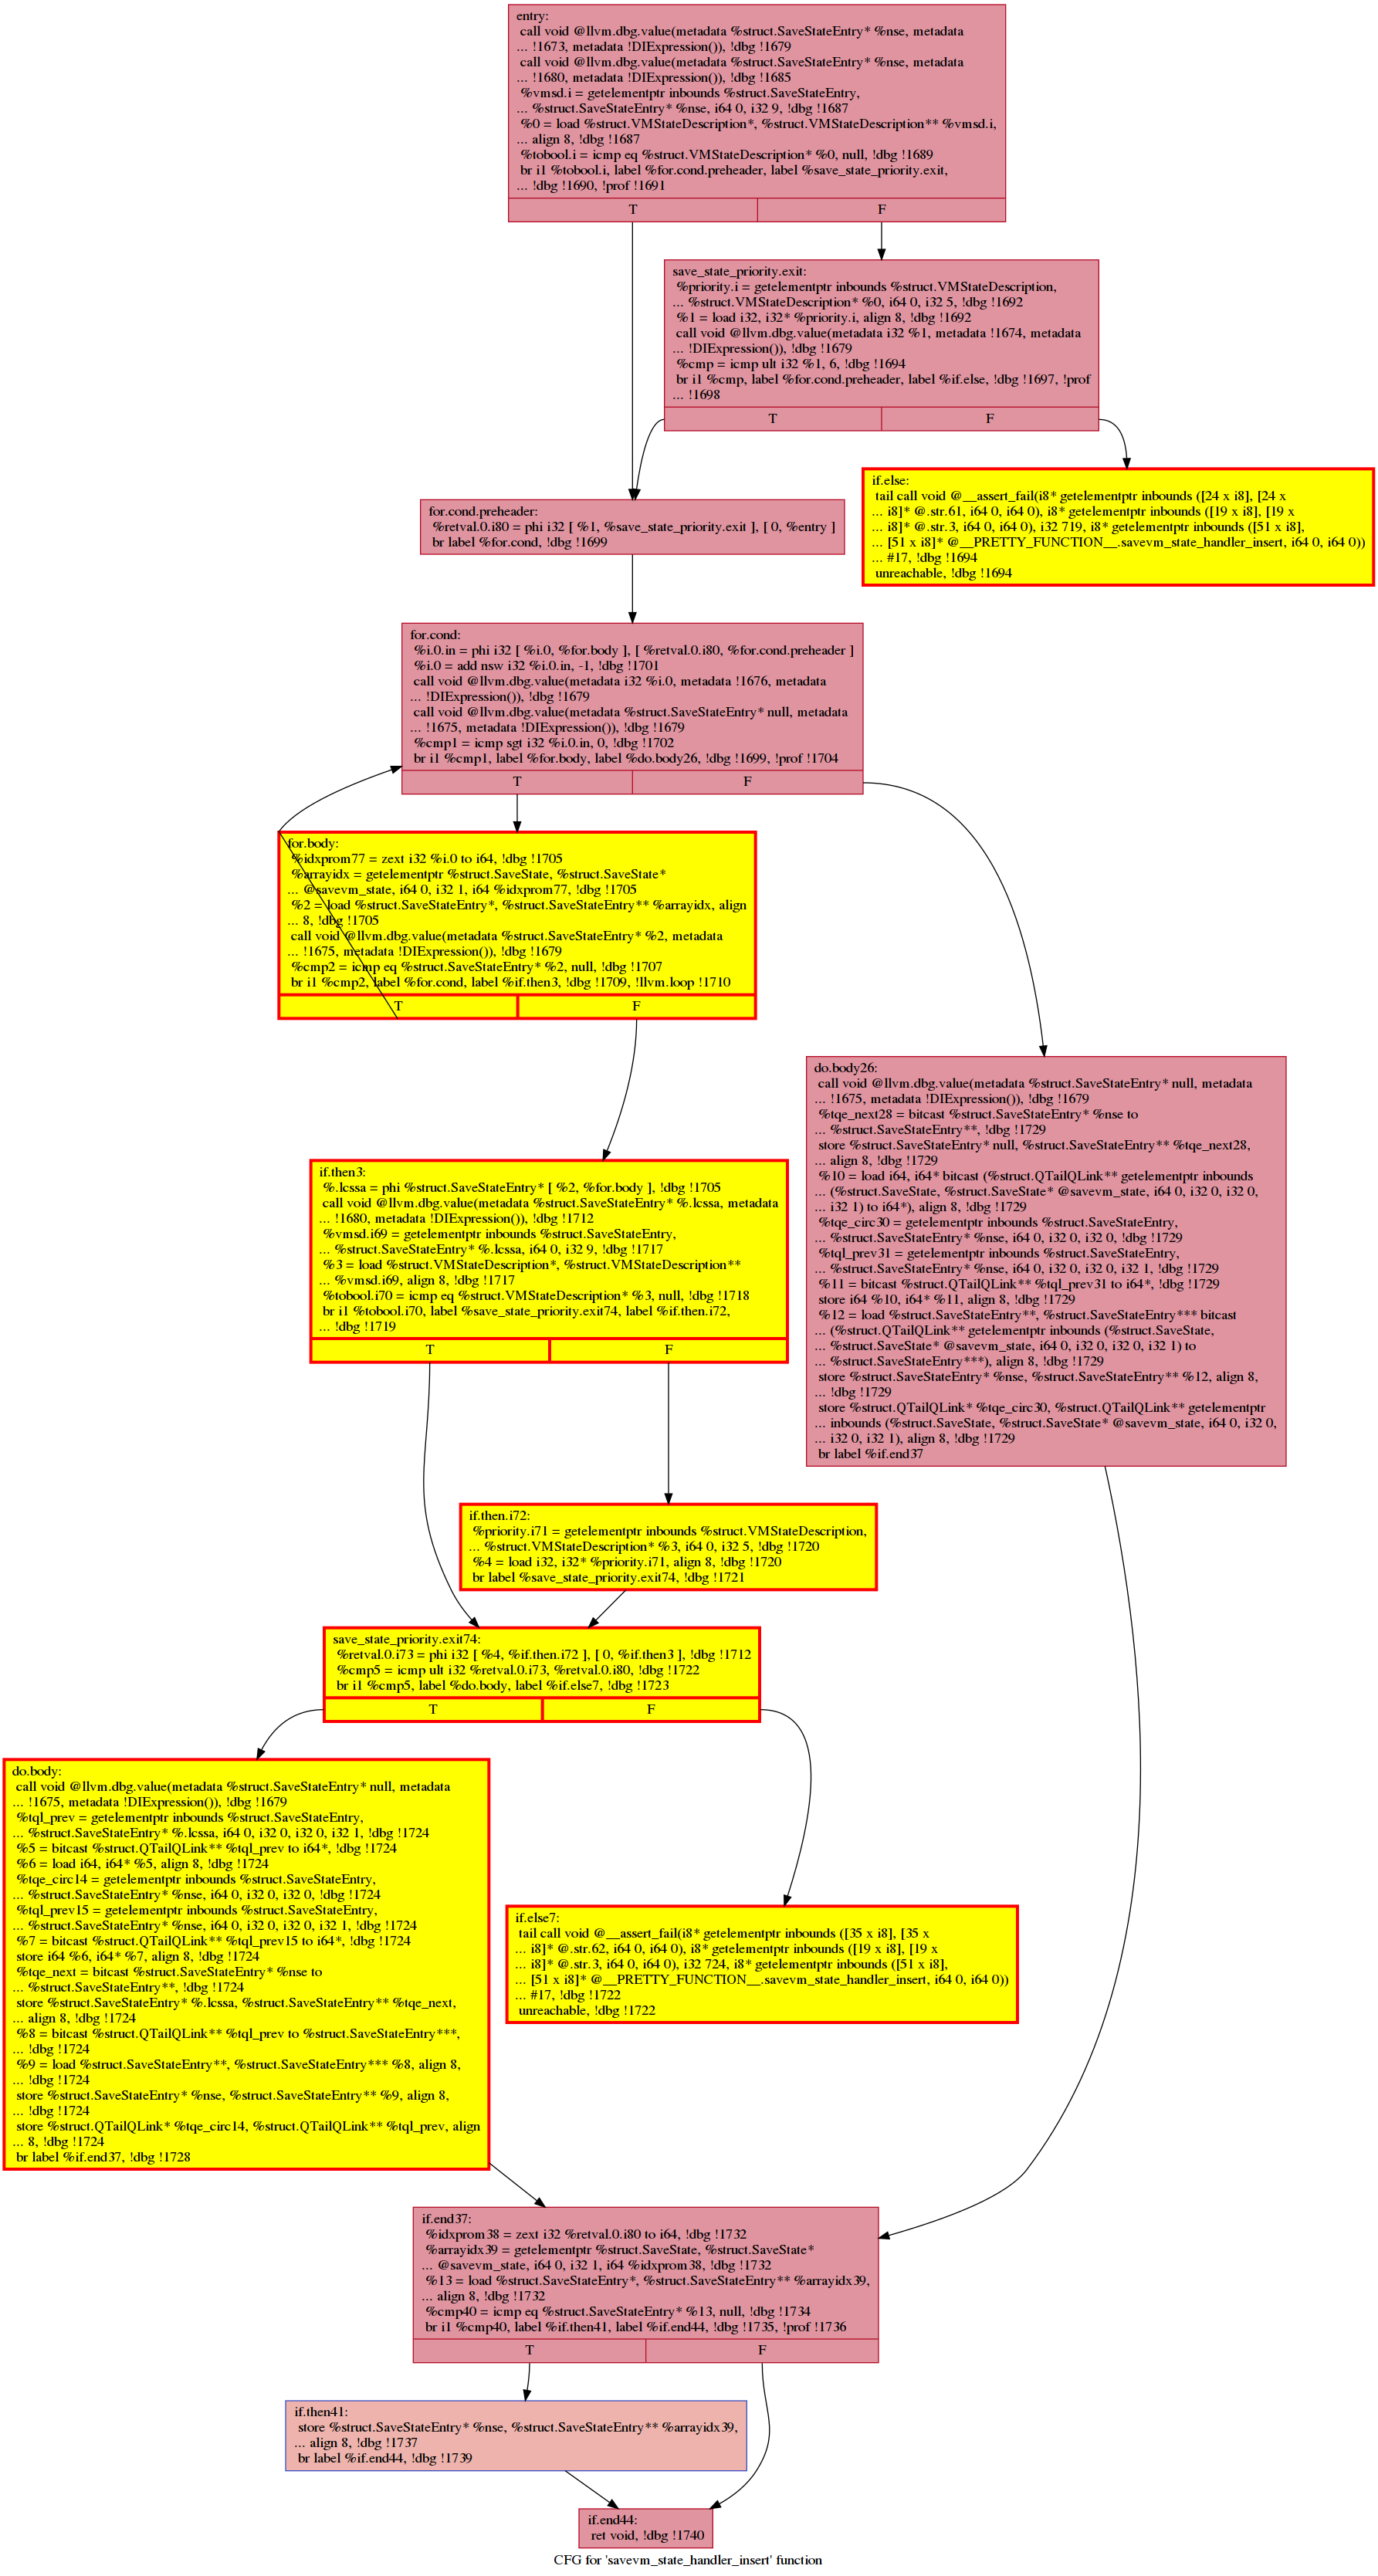 entry:
call void @llvm.dbg.value(metadata %struct.SaveStateEntry* %nse, metadata
... !1673, metadata !DIExpression()), !dbg !1679
call void @llvm.dbg.value(metadata %struct.SaveStateEntry* %nse, metadata
... !1680, metadata !DIExpression()), !dbg !1685
%vmsd.i = getelementptr inbounds %struct.SaveStateEntry,
... %struct.SaveStateEntry* %nse, i64 0, i32 9, !dbg !1687
%0 = load %struct.VMStateDescription*, %struct.VMStateDescription** %vmsd.i,
... align 8, !dbg !1687
%tobool.i = icmp eq %struct.VMStateDescription* %0, null, !dbg !1689
br i1 %tobool.i, label %for.cond.preheader, label %save_state_priority.exit,
... !dbg !1690, !prof !1691
T F
save_state_priority.exit:
%priority.i = getelementptr inbounds %struct.VMStateDescription,
... %struct.VMStateDescription* %0, i64 0, i32 5, !dbg !1692
%1 = load i32, i32* %priority.i, align 8, !dbg !1692
call void @llvm.dbg.value(metadata i32 %1, metadata !1674, metadata
... !DIExpression()), !dbg !1679
%cmp = icmp ult i32 %1, 6, !dbg !1694
br i1 %cmp, label %for.cond.preheader, label %if.else, !dbg !1697, !prof
... !1698
T F
if.else:
tail call void @__assert_fail(i8* getelementptr inbounds ([24 x i8], [24 x
... i8]* @.str.61, i64 0, i64 0), i8* getelementptr inbounds ([19 x i8], [19 x
... i8]* @.str.3, i64 0, i64 0), i32 719, i8* getelementptr inbounds ([51 x i8],
... [51 x i8]* @__PRETTY_FUNCTION__.savevm_state_handler_insert, i64 0, i64 0))
... #17, !dbg !1694
unreachable, !dbg !1694
for.cond.preheader:
%retval.0.i80 = phi i32 [ %1, %save_state_priority.exit ], [ 0, %entry ]
br label %for.cond, !dbg !1699
for.cond:
%i.0.in = phi i32 [ %i.0, %for.body ], [ %retval.0.i80, %for.cond.preheader ]
%i.0 = add nsw i32 %i.0.in, -1, !dbg !1701
call void @llvm.dbg.value(metadata i32 %i.0, metadata !1676, metadata
... !DIExpression()), !dbg !1679
call void @llvm.dbg.value(metadata %struct.SaveStateEntry* null, metadata
... !1675, metadata !DIExpression()), !dbg !1679
%cmp1 = icmp sgt i32 %i.0.in, 0, !dbg !1702
br i1 %cmp1, label %for.body, label %do.body26, !dbg !1699, !prof !1704
T F
for.body:
%idxprom77 = zext i32 %i.0 to i64, !dbg !1705
%arrayidx = getelementptr %struct.SaveState, %struct.SaveState*
... @savevm_state, i64 0, i32 1, i64 %idxprom77, !dbg !1705
%2 = load %struct.SaveStateEntry*, %struct.SaveStateEntry** %arrayidx, align
... 8, !dbg !1705
call void @llvm.dbg.value(metadata %struct.SaveStateEntry* %2, metadata
... !1675, metadata !DIExpression()), !dbg !1679
%cmp2 = icmp eq %struct.SaveStateEntry* %2, null, !dbg !1707
br i1 %cmp2, label %for.cond, label %if.then3, !dbg !1709, !llvm.loop !1710
T F
do.body26:
call void @llvm.dbg.value(metadata %struct.SaveStateEntry* null, metadata
... !1675, metadata !DIExpression()), !dbg !1679
%tqe_next28 = bitcast %struct.SaveStateEntry* %nse to
... %struct.SaveStateEntry**, !dbg !1729
store %struct.SaveStateEntry* null, %struct.SaveStateEntry** %tqe_next28,
... align 8, !dbg !1729
%10 = load i64, i64* bitcast (%struct.QTailQLink** getelementptr inbounds
... (%struct.SaveState, %struct.SaveState* @savevm_state, i64 0, i32 0, i32 0,
... i32 1) to i64*), align 8, !dbg !1729
%tqe_circ30 = getelementptr inbounds %struct.SaveStateEntry,
... %struct.SaveStateEntry* %nse, i64 0, i32 0, i32 0, !dbg !1729
%tql_prev31 = getelementptr inbounds %struct.SaveStateEntry,
... %struct.SaveStateEntry* %nse, i64 0, i32 0, i32 0, i32 1, !dbg !1729
%11 = bitcast %struct.QTailQLink** %tql_prev31 to i64*, !dbg !1729
store i64 %10, i64* %11, align 8, !dbg !1729
%12 = load %struct.SaveStateEntry**, %struct.SaveStateEntry*** bitcast
... (%struct.QTailQLink** getelementptr inbounds (%struct.SaveState,
... %struct.SaveState* @savevm_state, i64 0, i32 0, i32 0, i32 1) to
... %struct.SaveStateEntry***), align 8, !dbg !1729
store %struct.SaveStateEntry* %nse, %struct.SaveStateEntry** %12, align 8,
... !dbg !1729
store %struct.QTailQLink* %tqe_circ30, %struct.QTailQLink** getelementptr
... inbounds (%struct.SaveState, %struct.SaveState* @savevm_state, i64 0, i32 0,
... i32 0, i32 1), align 8, !dbg !1729
br label %if.end37
if.then3:
%.lcssa = phi %struct.SaveStateEntry* [ %2, %for.body ], !dbg !1705
call void @llvm.dbg.value(metadata %struct.SaveStateEntry* %.lcssa, metadata
... !1680, metadata !DIExpression()), !dbg !1712
%vmsd.i69 = getelementptr inbounds %struct.SaveStateEntry,
... %struct.SaveStateEntry* %.lcssa, i64 0, i32 9, !dbg !1717
%3 = load %struct.VMStateDescription*, %struct.VMStateDescription**
... %vmsd.i69, align 8, !dbg !1717
%tobool.i70 = icmp eq %struct.VMStateDescription* %3, null, !dbg !1718
br i1 %tobool.i70, label %save_state_priority.exit74, label %if.then.i72,
... !dbg !1719
T F
if.then.i72:
%priority.i71 = getelementptr inbounds %struct.VMStateDescription,
... %struct.VMStateDescription* %3, i64 0, i32 5, !dbg !1720
%4 = load i32, i32* %priority.i71, align 8, !dbg !1720
br label %save_state_priority.exit74, !dbg !1721
save_state_priority.exit74:
%retval.0.i73 = phi i32 [ %4, %if.then.i72 ], [ 0, %if.then3 ], !dbg !1712
%cmp5 = icmp ult i32 %retval.0.i73, %retval.0.i80, !dbg !1722
br i1 %cmp5, label %do.body, label %if.else7, !dbg !1723
T F
do.body:
call void @llvm.dbg.value(metadata %struct.SaveStateEntry* null, metadata
... !1675, metadata !DIExpression()), !dbg !1679
%tql_prev = getelementptr inbounds %struct.SaveStateEntry,
... %struct.SaveStateEntry* %.lcssa, i64 0, i32 0, i32 0, i32 1, !dbg !1724
%5 = bitcast %struct.QTailQLink** %tql_prev to i64*, !dbg !1724
%6 = load i64, i64* %5, align 8, !dbg !1724
%tqe_circ14 = getelementptr inbounds %struct.SaveStateEntry,
... %struct.SaveStateEntry* %nse, i64 0, i32 0, i32 0, !dbg !1724
%tql_prev15 = getelementptr inbounds %struct.SaveStateEntry,
... %struct.SaveStateEntry* %nse, i64 0, i32 0, i32 0, i32 1, !dbg !1724
%7 = bitcast %struct.QTailQLink** %tql_prev15 to i64*, !dbg !1724
store i64 %6, i64* %7, align 8, !dbg !1724
%tqe_next = bitcast %struct.SaveStateEntry* %nse to
... %struct.SaveStateEntry**, !dbg !1724
store %struct.SaveStateEntry* %.lcssa, %struct.SaveStateEntry** %tqe_next,
... align 8, !dbg !1724
%8 = bitcast %struct.QTailQLink** %tql_prev to %struct.SaveStateEntry***,
... !dbg !1724
%9 = load %struct.SaveStateEntry**, %struct.SaveStateEntry*** %8, align 8,
... !dbg !1724
store %struct.SaveStateEntry* %nse, %struct.SaveStateEntry** %9, align 8,
... !dbg !1724
store %struct.QTailQLink* %tqe_circ14, %struct.QTailQLink** %tql_prev, align
... 8, !dbg !1724
br label %if.end37, !dbg !1728
if.else7:
tail call void @__assert_fail(i8* getelementptr inbounds ([35 x i8], [35 x
... i8]* @.str.62, i64 0, i64 0), i8* getelementptr inbounds ([19 x i8], [19 x
... i8]* @.str.3, i64 0, i64 0), i32 724, i8* getelementptr inbounds ([51 x i8],
... [51 x i8]* @__PRETTY_FUNCTION__.savevm_state_handler_insert, i64 0, i64 0))
... #17, !dbg !1722
unreachable, !dbg !1722
if.end37:
%idxprom38 = zext i32 %retval.0.i80 to i64, !dbg !1732
%arrayidx39 = getelementptr %struct.SaveState, %struct.SaveState*
... @savevm_state, i64 0, i32 1, i64 %idxprom38, !dbg !1732
%13 = load %struct.SaveStateEntry*, %struct.SaveStateEntry** %arrayidx39,
... align 8, !dbg !1732
%cmp40 = icmp eq %struct.SaveStateEntry* %13, null, !dbg !1734
br i1 %cmp40, label %if.then41, label %if.end44, !dbg !1735, !prof !1736
T F
if.then41:
store %struct.SaveStateEntry* %nse, %struct.SaveStateEntry** %arrayidx39,
... align 8, !dbg !1737
br label %if.end44, !dbg !1739
if.end44:
ret void, !dbg !1740
CFG for 'savevm_state_handler_insert' function